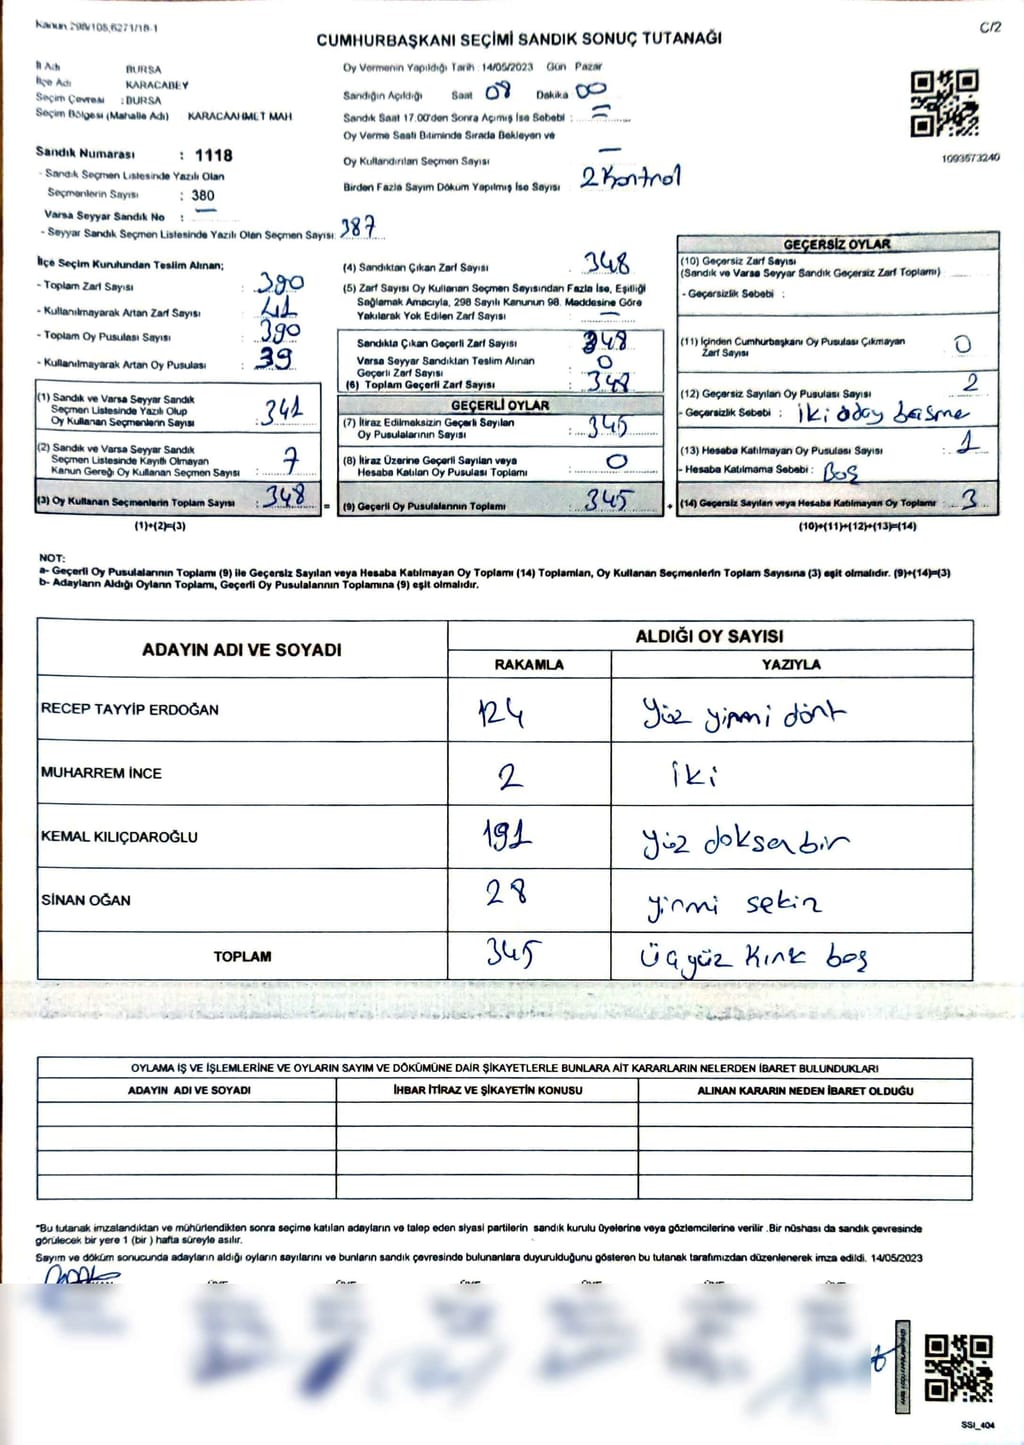 Kanun 298/105,6271/18-1
C/2
CUMHURBAŞKANI SEÇİMİ SANDIK SONUÇ TUTANAĞI
İl Adı BURSA
İlçe Adı KARACABEY
Seçim Çevresi : BURSA
Seçim Bölgesi (Mahalle Adı) KARACAAHMET MAH
Sandık Numarası : 1118
- Sandık Seçmen Listesinde Yazılı Olan
Seçmenlerin Sayısı : 380
Varsa Seyyar Sandık No : —
- Seyyar Sandık Seçmen Listesinde Yazılı Olan Seçmen Sayısı: 387
Oy Vermenin Yapıldığı Tarih : 14/05/2023 Gün Pazar
Sandığın Açıldığı Saat 08 Dakika 00
Sandık Saat 17.00'den Sonra Açımış İse Sebebi :
Oy Verme Saati Bitiminde Sırada Bekleyen ve
Oy Kullandırılan Seçmen Sayısı —
Birden Fazla Sayım Döküm Yapılmış İse Sayısı 2 Kontrol
1093573240
İlçe Seçim Kurulundan Teslim Alınan;
- Toplam Zarf Sayısı : 390
- Kullanılmayarak Artan Zarf Sayısı : 41
- Toplam Oy Pusulası Sayısı : 390
- Kullanılmayarak Artan Oy Pusulası : 39
(1) Sandık ve Varsa Seyyar Sandık
Seçmen Listesinde Yazılı Olup
Oy Kullanan Seçmenlerin Sayısı : 341
(2) Sandık ve Varsa Seyyar Sandık
Seçmen Listesinde Kayıtlı Olmayan
Kanun Gereği Oy Kullanan Seçmen Sayısı : 7
(3) Oy Kullanan Seçmenlerin Toplam Sayısı : 348
(1)+(2)=(3)
(4) Sandıktan Çıkan Zarf Sayısı 348
(5) Zarf Sayısı Oy Kullanan Seçmen Sayısından Fazla İse, Eşitliği
Sağlamak Amacıyla, 298 Sayılı Kanunun 98. Maddesine Göre
Yakılarak Yok Edilen Zarf Sayısı : —
Sandıkta Çıkan Geçerli Zarf Sayısı 348
Varsa Seyyar Sandıktan Teslim Alınan
Geçerli Zarf Sayısı : 0
(6) Toplam Geçerli Zarf Sayısı : 348
GEÇERLİ OYLAR
(7) İtiraz Edilmeksizin Geçerli Sayılan
Oy Pusulalarının Sayısı : 345
(8) İtiraz Üzerine Geçerli Sayılan veya
Hesaba Katılan Oy Pusulası Toplamı : 0
= (9) Geçerli Oy Pusulalarının Toplamı : 345
GEÇERSİZ OYLAR
(10) Geçersiz Zarf Sayısı
(Sandık ve Varsa Seyyar Sandık Geçersiz Zarf Toplamı)
- Geçersizlik Sebebi :
(11) İçinden Cumhurbaşkanı Oy Pusulası Çıkmayan
Zarf Sayısı 0
(12) Geçersiz Sayılan Oy Pusulası Sayısı 2
- Geçersizlik Sebebi : İki aday basme
(13) Hesaba Katılmayan Oy Pusulası Sayısı : 1
- Hesaba Katılmama Sebebi : Boş
+ (14) Geçersiz Sayılan veya Hesaba Katılmayan Oy Toplamı : 3
(10)+(11)+(12)+(13)=(14)
NOT:
a- Geçerli Oy Pusulalarının Toplamı (9) ile Geçersiz Sayılan veya Hesaba Katılmayan Oy Toplamı (14) Toplamları, Oy Kullanan Seçmenlerin Toplam Sayısına (3) eşit olmalıdır. (9)+(14)=(3)
b- Adayların Aldığı Oyların Toplamı, Geçerli Oy Pusulalarının Toplamına (9) eşit olmalıdır.
ADAYIN ADI VE SOYADI ALDIĞI OY SAYISI
RAKAMLA YAZIYLA
RECEP TAYYİP ERDOĞAN 124 yüz yirmi dört
MUHARREM İNCE 2 iki
KEMAL KILIÇDAROĞLU 191 yüz doksan bir
SİNAN OĞAN 28 yirmi sekiz
TOPLAM 345 üçyüz kırk beş
OYLAMA İŞ VE İŞLEMLERİNE VE OYLARIN SAYIM VE DÖKÜMÜNE DAİR ŞİKAYETLERLE BUNLARA AİT KARARLARIN NELERDEN İBARET BULUNDUKLARI
ADAYIN ADI VE SOYADI İHBAR İTİRAZ VE ŞİKAYETİN KONUSU ALINAN KARARIN NEDEN İBARET OLDUĞU
"Bu tutanak imzalandıktan ve mühürlendikten sonra seçime katılan adayların ve talep eden siyasi partilerin sandık kurulu üyelerine veya gözlemcilerine verilir .Bir nüshası da sandık çevresinde
görülecek bir yere 1 (bir ) hafta süreyle asılır.
Sayım ve döküm sonucunda adayların aldığı oyların sayılarını ve bunların sandık çevresinde bulunanlara duyurulduğunu gösteren bu tutanak tarafımızdan düzenlenerek imza edildi. 14/05/2023
SSI_404